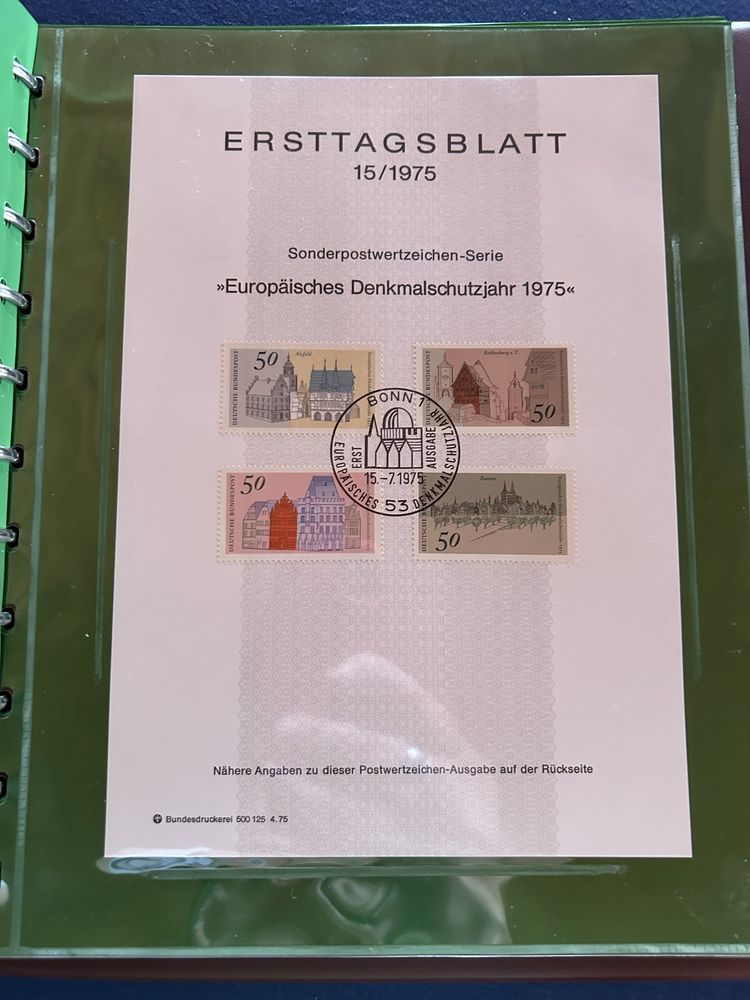 ERSTTAGSBLATT
15/1975
Sonderpostwertzeichen-Serie
»Europäisches Denkmalschutzjahr 1975«
DEUTSCHE BUNDESPOST
50
Alsfeld
DEUTSCHE BUNDESPOST
Rothenburg o. T.
50
BONN 1
ERST AUSGABE
15.-7.1975
53
EUROPÄISCHES DENKMALSCHUTZJAHR
DEUTSCHE BUNDESPOST
50
DEUTSCHE BUNDESPOST
Xanten
50
Nähere Angaben zu dieser Postwertzeichen-Ausgabe auf der Rückseite
Bundesdruckerei 500 125 4.75